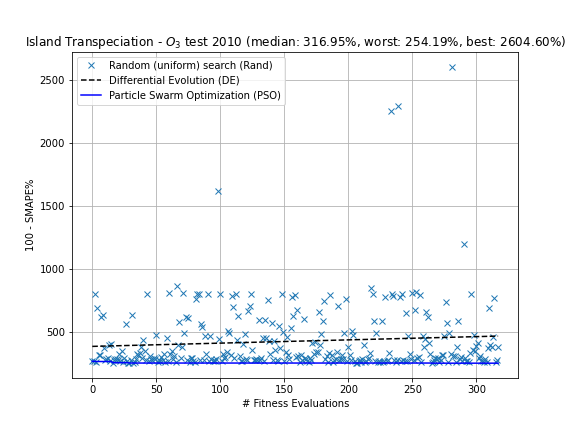 Island Transpeciation - O₃ test 2010 (median: 316.95%, worst: 254.19%, best: 2604.60%)
Random (uniform) search (Rand)
Differential Evolution (DE)
Particle Swarm Optimization (PSO)
100 - SMAPE%
2500
2000
1500
1000
500
0 50 100 150 200 250 300
# Fitness Evaluations